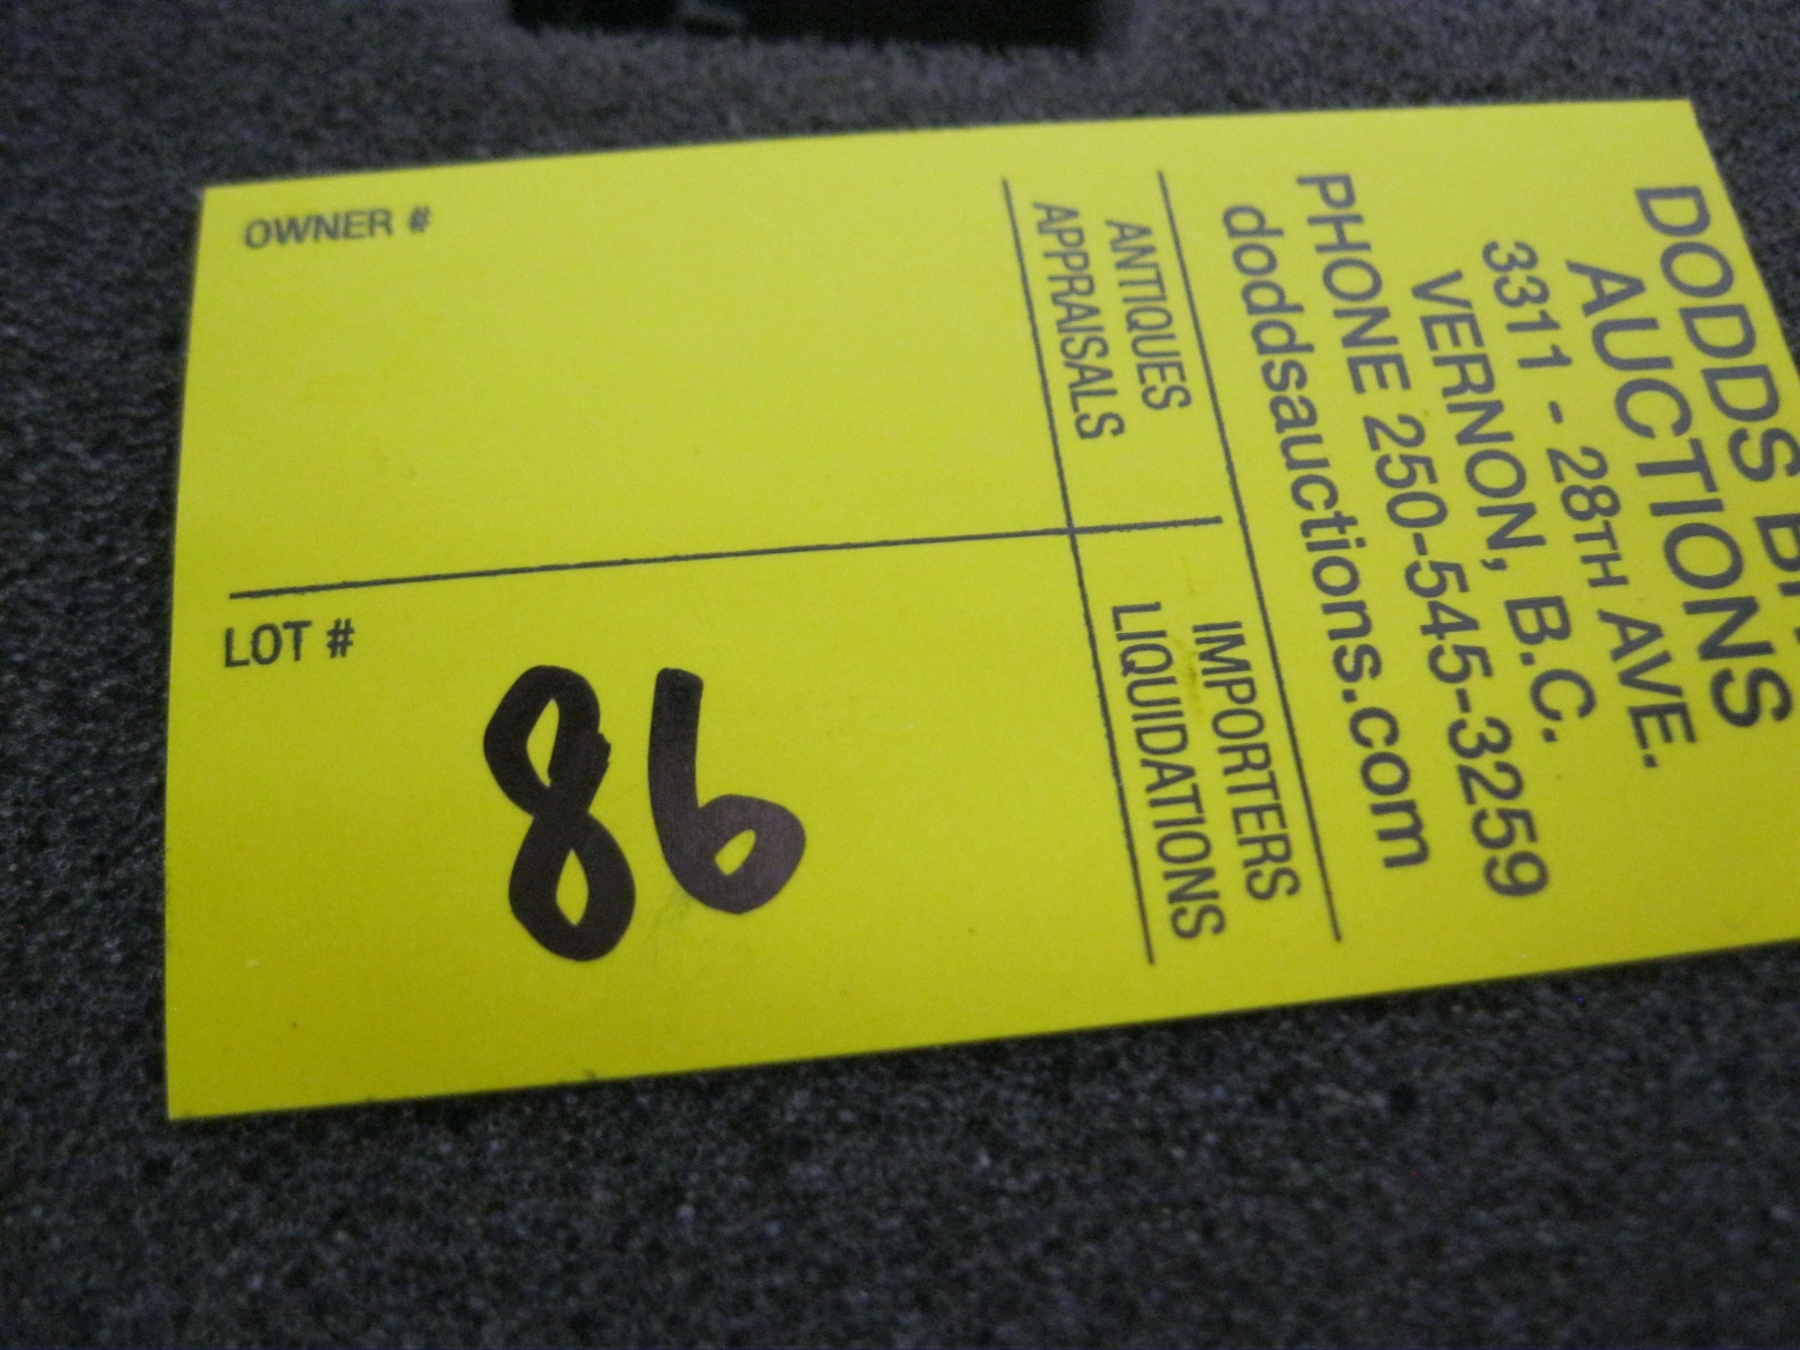 DODDS
AUCTIONS
3311 - 28TH AVE.
VERNON, B.C.
PHONE 250-545-3259
doddsauctions.com
ANTIQUES
APPRAISALS
IMPORTERS
LIQUIDATIONS
OWNER #
LOT #
86